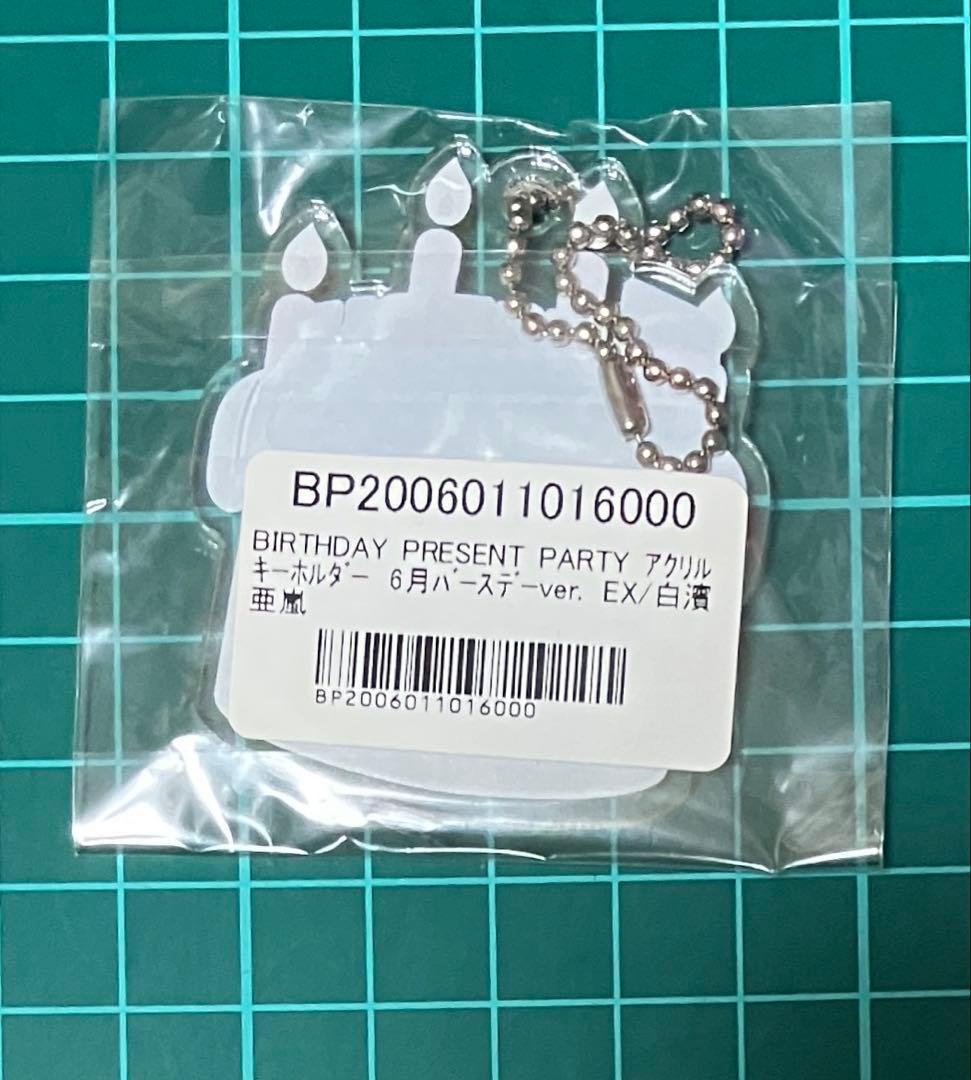 BP2006011016000
BIRTHDAY PRESENT PARTY アクリル
キーホルダー 6月バースデーver. EX/白濱
亜嵐
BP2006011016000